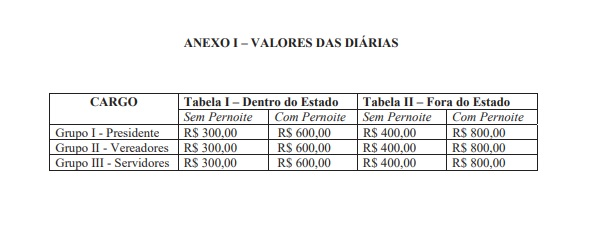 ANEXO I – VALORES DAS DIÁRIAS
CARGO Tabela I – Dentro do Estado Tabela II – Fora do Estado
Sem Pernoite Com Pernoite Sem Pernoite Com Pernoite
Grupo I - Presidente R$ 300,00 R$ 600,00 R$ 400,00 R$ 800,00
Grupo II - Vereadores R$ 300,00 R$ 600,00 R$ 400,00 R$ 800,00
Grupo III - Servidores R$ 300,00 R$ 600,00 R$ 400,00 R$ 800,00